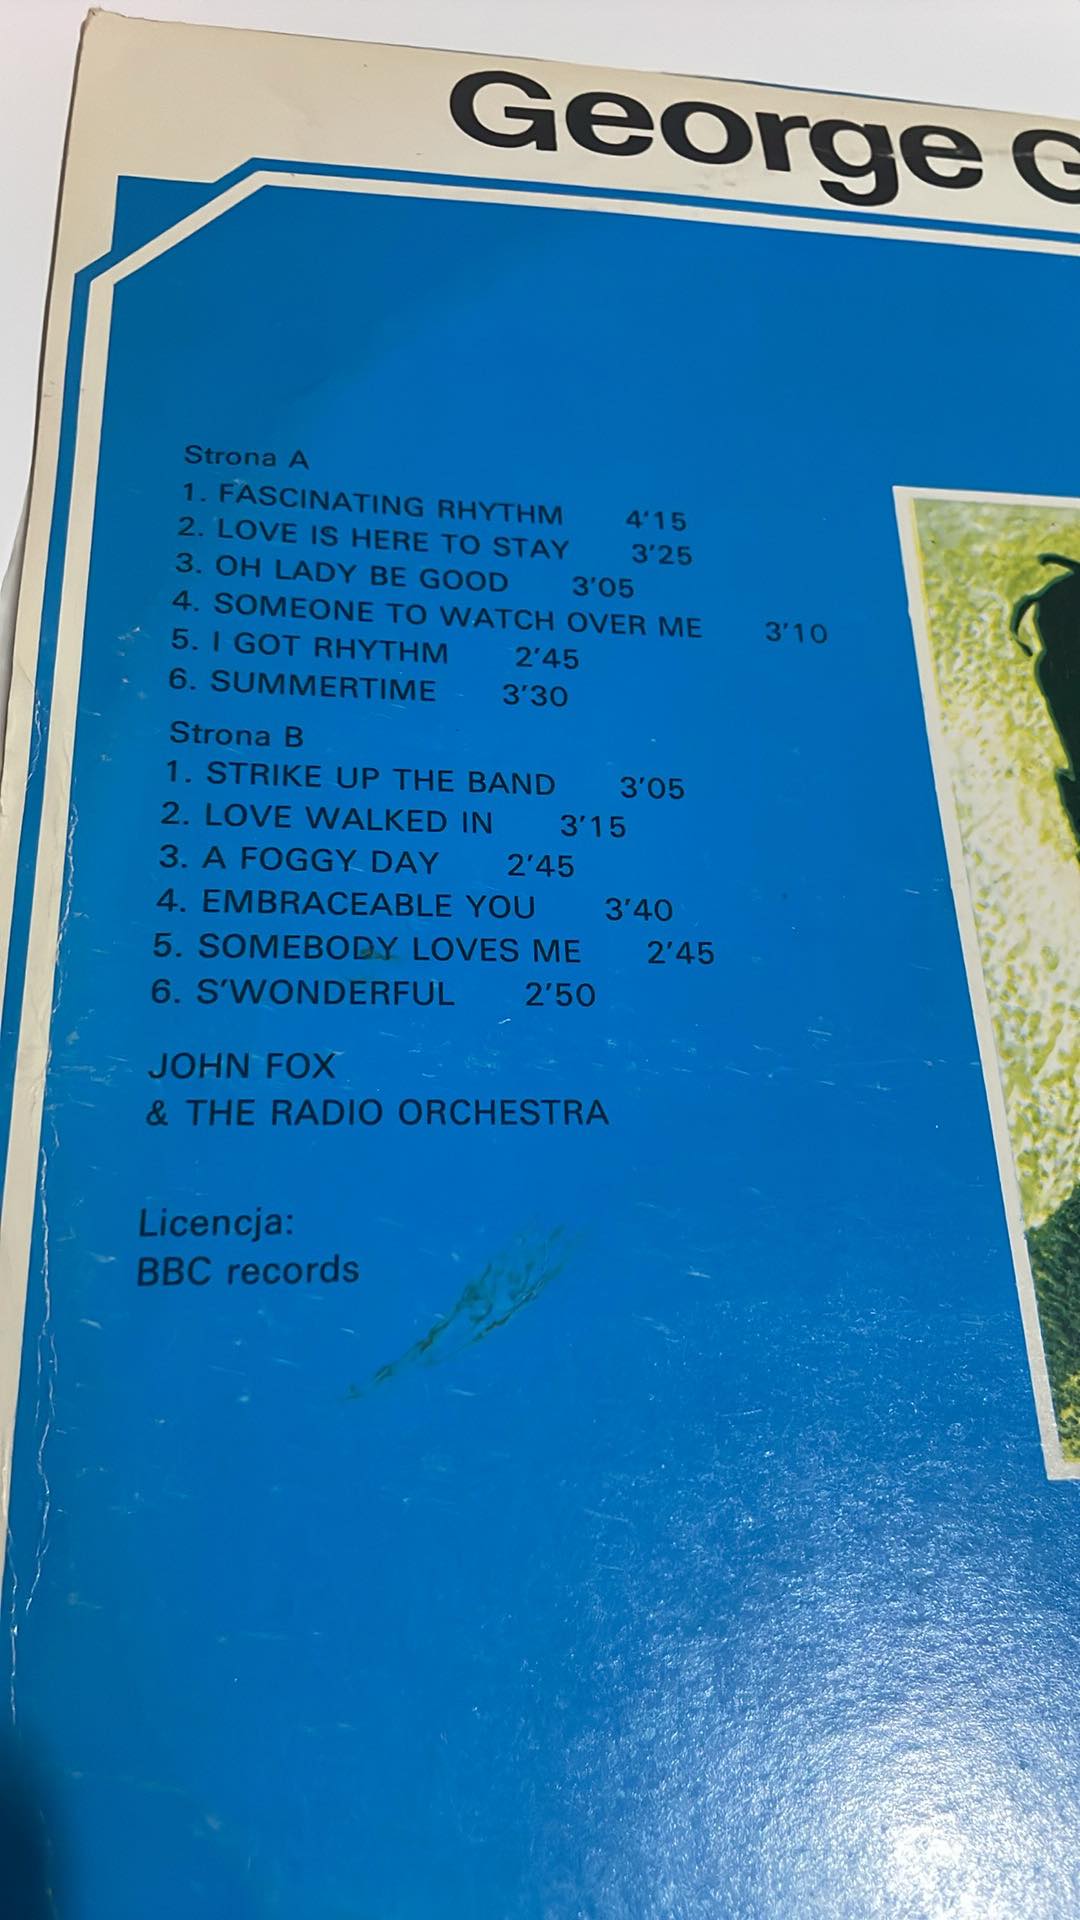 George G
Strona A
1. FASCINATING RHYTHM 4'15
2. LOVE IS HERE TO STAY 3'25
3. OH LADY BE GOOD 3'05
4. SOMEONE TO WATCH OVER ME 3'10
5. I GOT RHYTHM 2'45
6. SUMMERTIME 3'30
Strona B
1. STRIKE UP THE BAND 3'05
2. LOVE WALKED IN 3'15
3. A FOGGY DAY 2'45
4. EMBRACEABLE YOU 3'40
5. SOMEBODY LOVES ME 2'45
6. S'WONDERFUL 2'50
JOHN FOX
& THE RADIO ORCHESTRA
Licencja:
BBC records